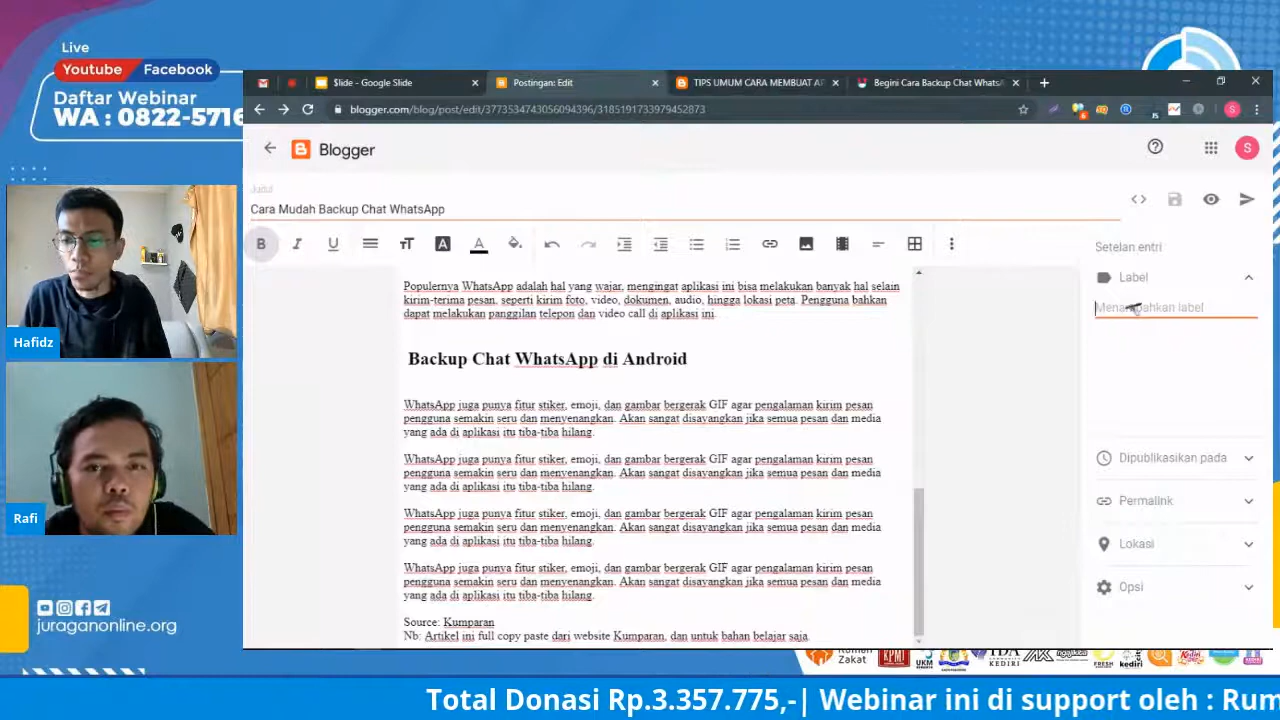 Live
Youtube Facebook
Daftar Webinar
WA : 0822-5716
Slide - Google Slide
Postingan: Edit
TIPS UMUM CARA MEMBUAT
Begini Cara Backup Chat Whats
blogger.com/blog/post/edit/3773534743056094396/3185191733979452873
Blogger
S
Judul
Cara Mudah Backup Chat WhatsApp
Setelan entri
Label
label
Dipublikasikan pada
Permalink
Lokasi
Opsi
Populernya WhatsApp adalah hal yang wajar, mengingat aplikasi ini bisa melakukan banyak hal selain
kirim-terima pesan, seperti kirim foto, video, dokumen, audio, hingga lokasi peta. Pengguna bahkan
dapat melakukan panggilan telepon dan video call di aplikasi ini.
Backup Chat WhatsApp di Android
WhatsApp juga punya fitur stiker, emoji, dan gambar bergerak GIF agar pengalaman kirim pesan
pengguna semakin seru dan menyenangkan. Akan sangat disayangkan jika semua pesan dan media
yang ada di aplikasi itu tiba-tiba hilang.
WhatsApp juga punya fitur stiker, emoji, dan gambar bergerak GIF agar pengalaman kirim pesan
pengguna semakin seru dan menyenangkan. Akan sangat disayangkan jika semua pesan dan media
yang ada di aplikasi itu tiba-tiba hilang.
WhatsApp juga punya fitur stiker, emoji, dan gambar bergerak GIF agar pengalaman kirim pesan
pengguna semakin seru dan menyenangkan. Akan sangat disayangkan jika semua pesan dan media
yang ada di aplikasi itu tiba-tiba hilang.
WhatsApp juga punya fitur stiker, emoji, dan gambar bergerak GIF agar pengalaman kirim pesan
pengguna semakin seru dan menyenangkan. Akan sangat disayangkan jika semua pesan dan media
yang ada di aplikasi itu tiba-tiba hilang.
Source: Kumparan
Nb: Artikel ini full copy paste dari website Kumparan, dan untuk bahan belajar saja.
Hafidz
Rafi
juraganonline.org
Zakat
KPMI
UKM
KEDIRI
FRESH
kediri
Total Donasi Rp.3.357.775,-| Webinar ini di support oleh : Rum